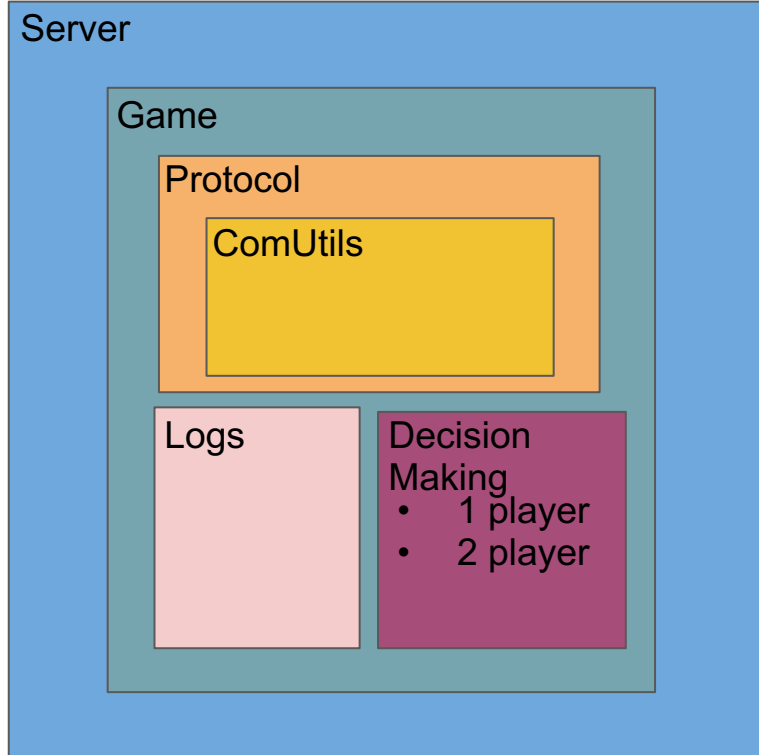 Server
Game
Protocol
ComUtils
Logs
Decision
Making
• 1 player
• 2 player